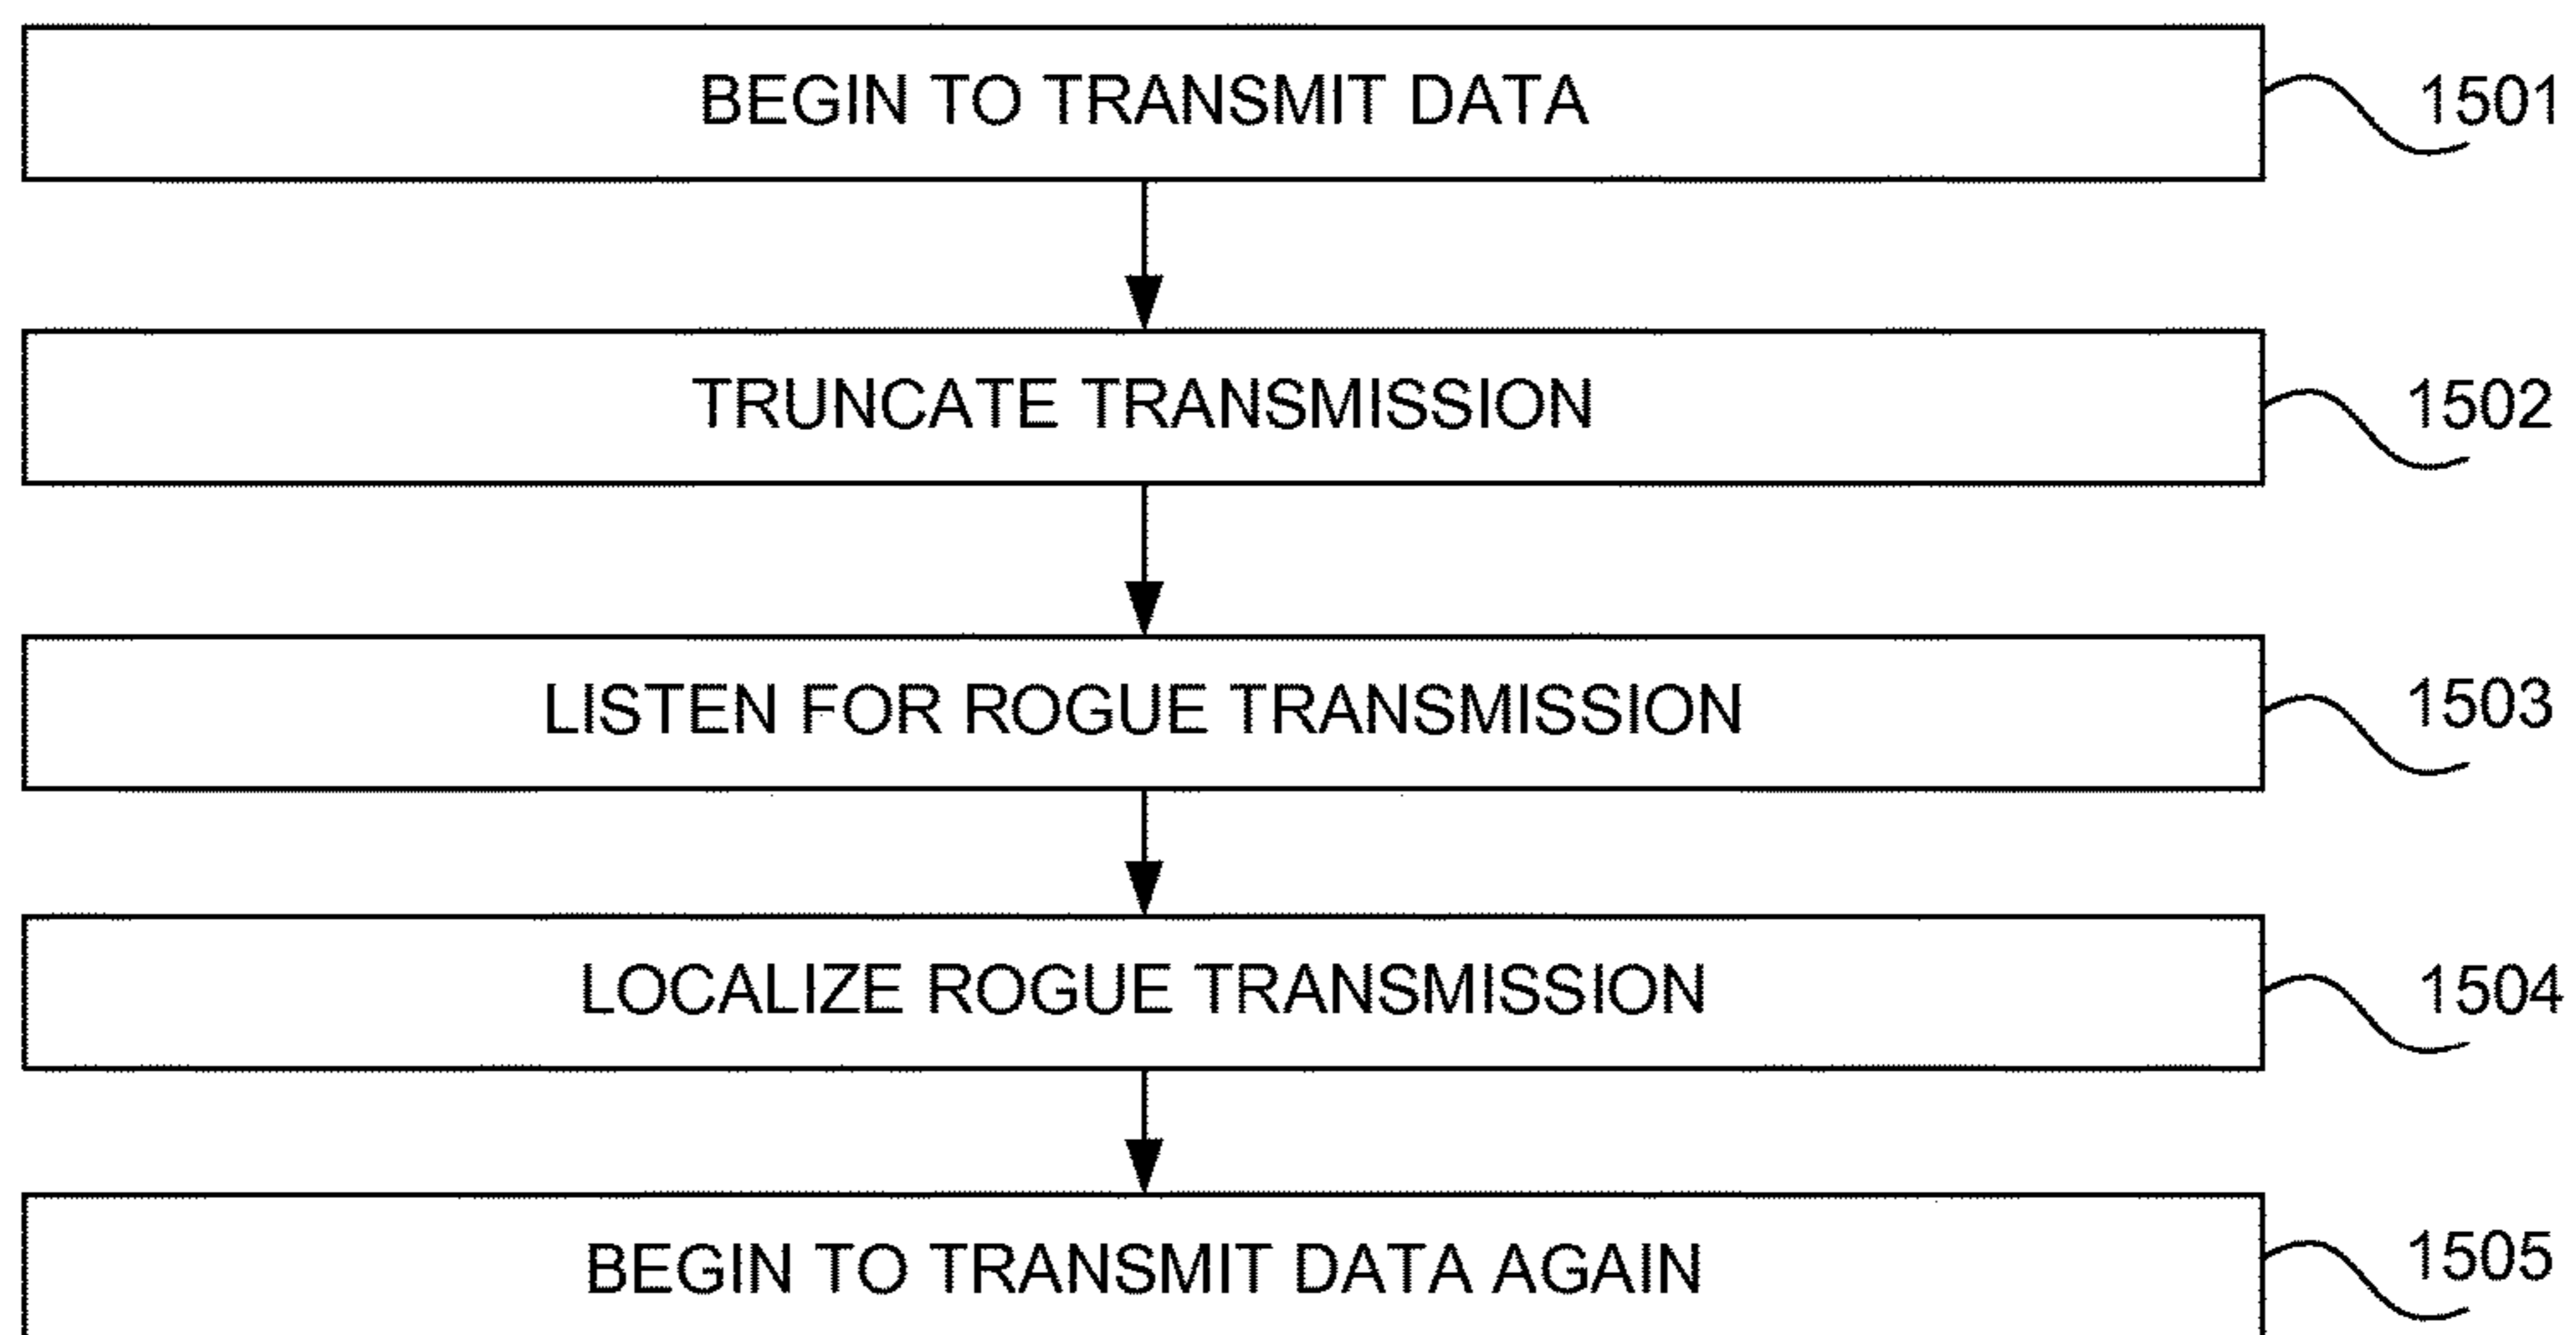 BEGIN TO TRANSMIT DATA 1501
TRUNCATE TRANSMISSION 1502
LISTEN FOR ROGUE TRANSMISSION 1503
LOCALIZE ROGUE TRANSMISSION 1504
BEGIN TO TRANSMIT DATA AGAIN 1505